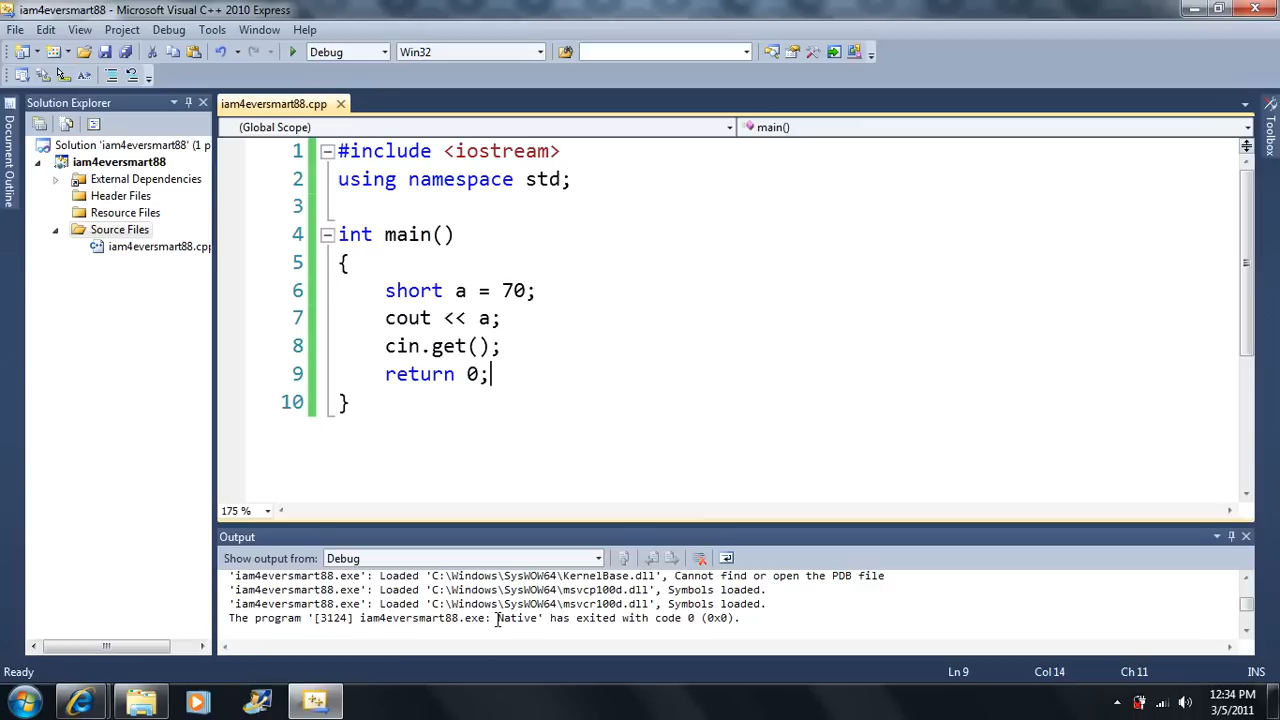 iam4eversmart88 - Microsoft Visual C++ 2010 Express
File Edit View Project Debug Tools Window Help
Debug Win32
Solution Explorer
iam4eversmart88.cpp
(Global Scope) main()
Document Outline
Toolbox
Solution 'iam4eversmart88' (1 p
iam4eversmart88
External Dependencies
Header Files
Resource Files
Source Files
iam4eversmart88.cpp
1 #include <iostream>
2 using namespace std;
3
4 int main()
5 {
6 short a = 70;
7 cout << a;
8 cin.get();
9 return 0;
10 }
175 %
Output
Show output from: Debug
'iam4eversmart88.exe': Loaded 'C:\Windows\SysWOW64\KernelBase.dll', Cannot find or open the PDB file
'iam4eversmart88.exe': Loaded 'C:\Windows\SysWOW64\msvcp100d.dll', Symbols loaded.
'iam4eversmart88.exe': Loaded 'C:\Windows\SysWOW64\msvcr100d.dll', Symbols loaded.
The program '[3124] iam4eversmart88.exe: Native' has exited with code 0 (0x0).
Ready Ln 9 Col 14 Ch 11 INS
12:34 PM
3/5/2011